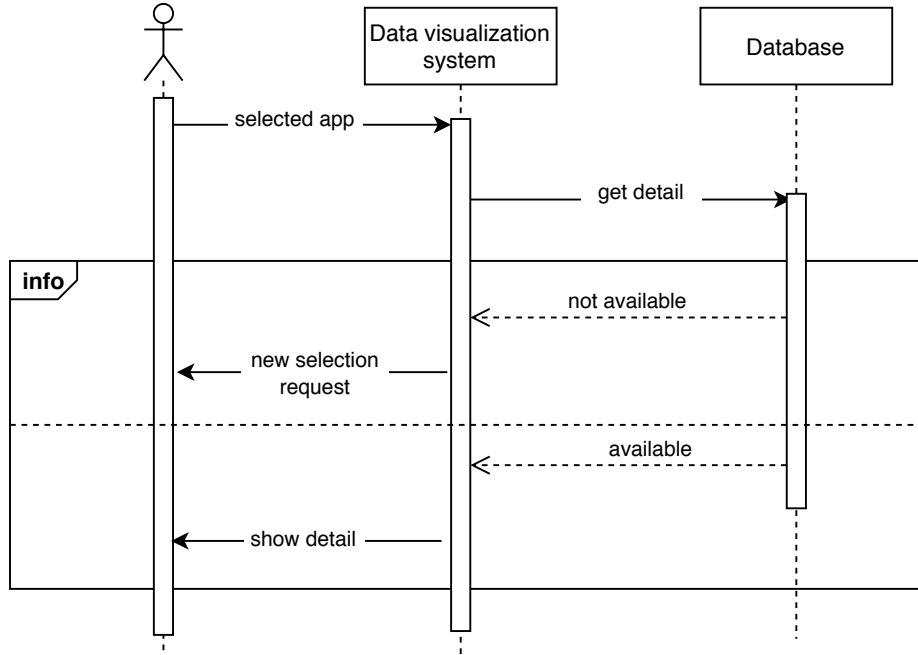 Data visualization
system
Database
selected app
get detail
info
not available
new selection
request
available
show detail